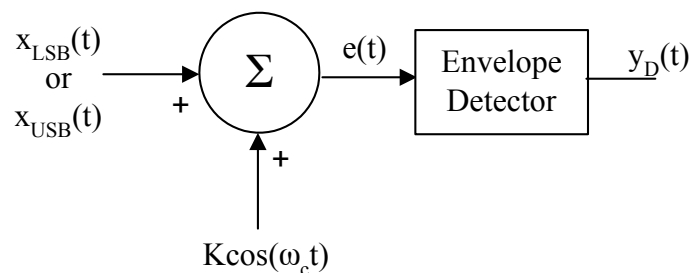 x_LSB(t)
or
x_USB(t)
+
Σ
+
e(t)
Envelope
Detector
y_D(t)
Kcos(ω_c t)